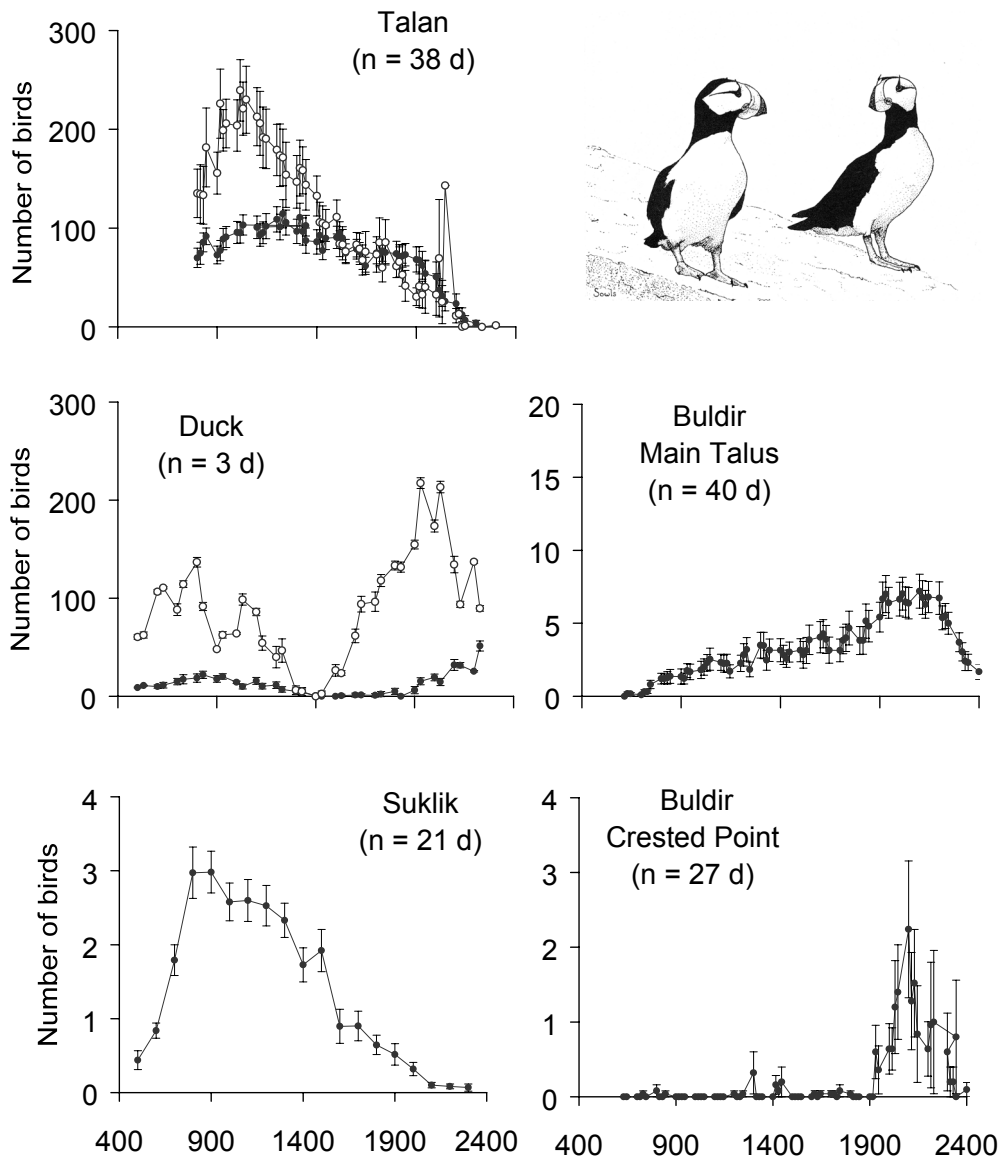 Talan
(n = 38 d)
300
200
100
0
Number of birds
Sowls
Duck
(n = 3 d)
300
200
100
0
Number of birds
Buldir
Main Talus
(n = 40 d)
20
15
10
5
0
Suklik
(n = 21 d)
4
3
2
1
0
Number of birds
400 900 1400 1900 2400
Buldir
Crested Point
(n = 27 d)
4
3
2
1
0
400 900 1400 1900 2400